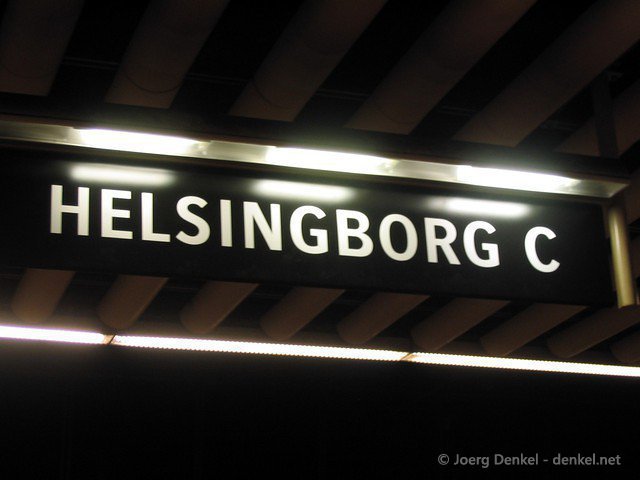 HELSINGBORG C
© Joerg Denkel - denkel.net